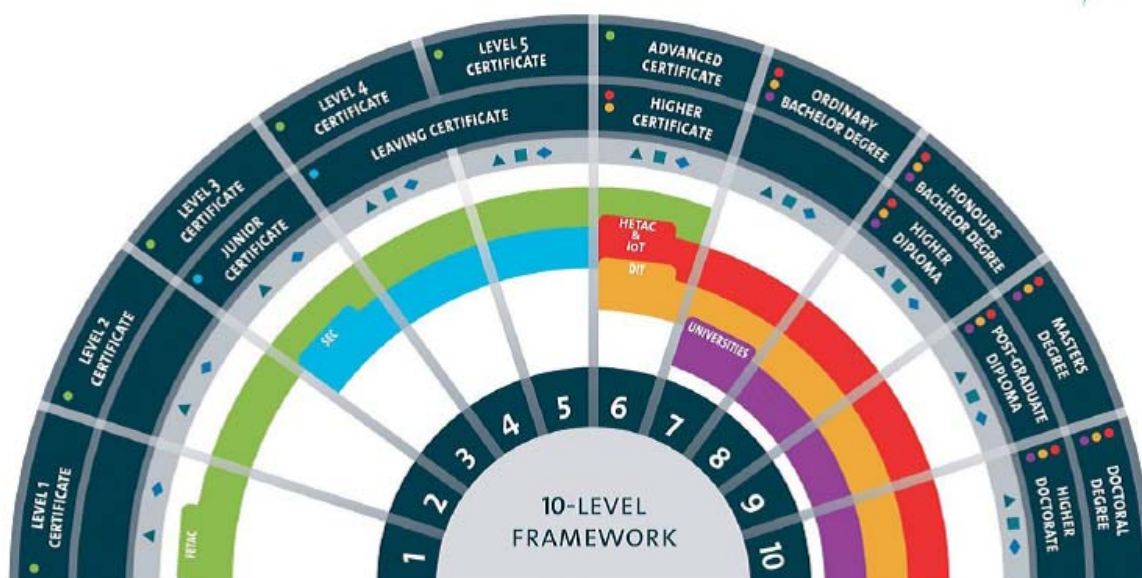 LEVEL 1
CERTIFICATE
LEVEL 2
CERTIFICATE
LEVEL 3
CERTIFICATE
JUNIOR
CERTIFICATE
LEVEL 4
CERTIFICATE
LEVEL 5
CERTIFICATE
LEAVING CERTIFICATE
ADVANCED
CERTIFICATE
HIGHER
CERTIFICATE
ORDINARY
BACHELOR DEGREE
HONOURS
BACHELOR DEGREE
HIGHER
DIPLOMA
MASTERS
DEGREE
POST-GRADUATE
DIPLOMA
DOCTORAL
DEGREE
HIGHER
DOCTORATE
FETAC
SEC
HETAC
&
IoT
DIT
UNIVERSITIES
1
2
3
4
5
6
7
8
9
10
10-LEVEL
FRAMEWORK